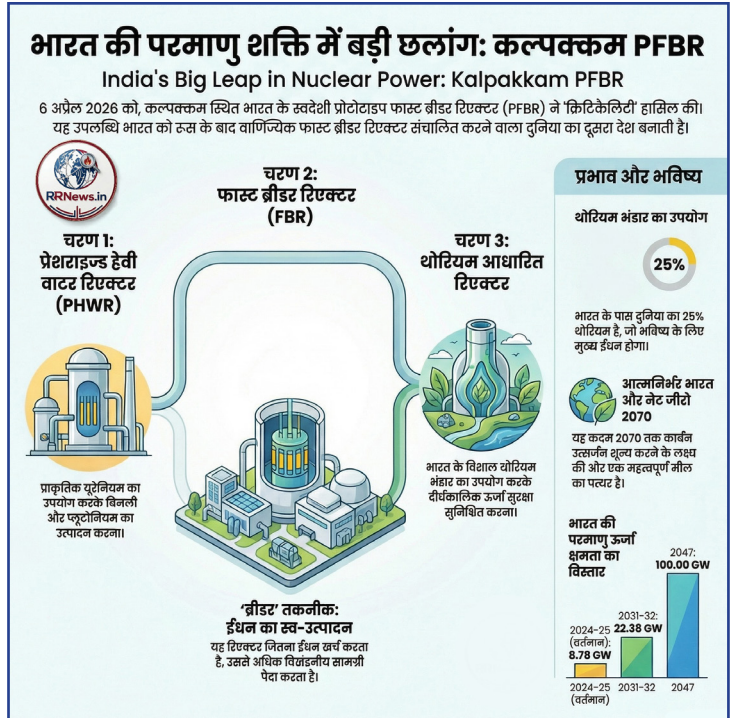 भारत की परमाणु शक्ति में बड़ी छलांग: कल्पक्कम PFBR
India's Big Leap in Nuclear Power: Kalpakkam PFBR
6 अप्रैल 2026 को, कल्पक्कम स्थित भारत के स्वदेशी प्रोटोटाइप फास्ट ब्रीडर रिएक्टर (PFBR) ने 'क्रिटिकैलिटी' हासिल की।
यह उपलब्धि भारत को रूस के बाद वाणिज्यिक फास्ट ब्रीडर रिएक्टर संचालित करने वाला दुनिया का दूसरा देश बनाती है।
RRNews.in
चरण 1:
प्रेशराइज्ड हेवी
वाटर रिएक्टर
(PHWR)
प्राकृतिक यूरेनियम का
उपयोग करके बिनली
ओर प्लूटोनियम का
उत्पादन करना।
चरण 2:
फास्ट ब्रीडर रिएक्टर
(FBR)
'ब्रीडर' तकनीक:
ईधन का स्व-उत्पादन
यह रिएक्टर जितना ईधन खर्च करता
है, उससे अधिक विखंडनीय सामग्री
पैदा करता है।
चरण 3:
थोरियम आधारित
रिएक्टर
भारत के विशाल थोरियम
भंडार का उपयोग करके
दीर्घकालिक ऊर्जा सुरक्षा
सुनिश्चित करना।
प्रभाव और भविष्य
थोरियम भंडार का उपयोग
25%
भारत के पास दुनिया का 25%
थोरियम है, जो भविष्य के लिए
मुख्य ईधन होगा।
आत्मनिर्भर भारत
और नेट जीरो
2070
यह कदम 2070 तक कार्बन
उत्सर्जन शून्य करने के लक्ष्य
की ओर एक महत्वपूर्ण मील
का पत्थर है।
भारत की
परमाणु ऊर्जा
क्षमता का
विस्तार
2024-25
(वर्तमान):
8.78 GW
2031-32:
22.38 GW
2047:
100.00 GW
2024-25
(वर्तमान)
2031-32
2047